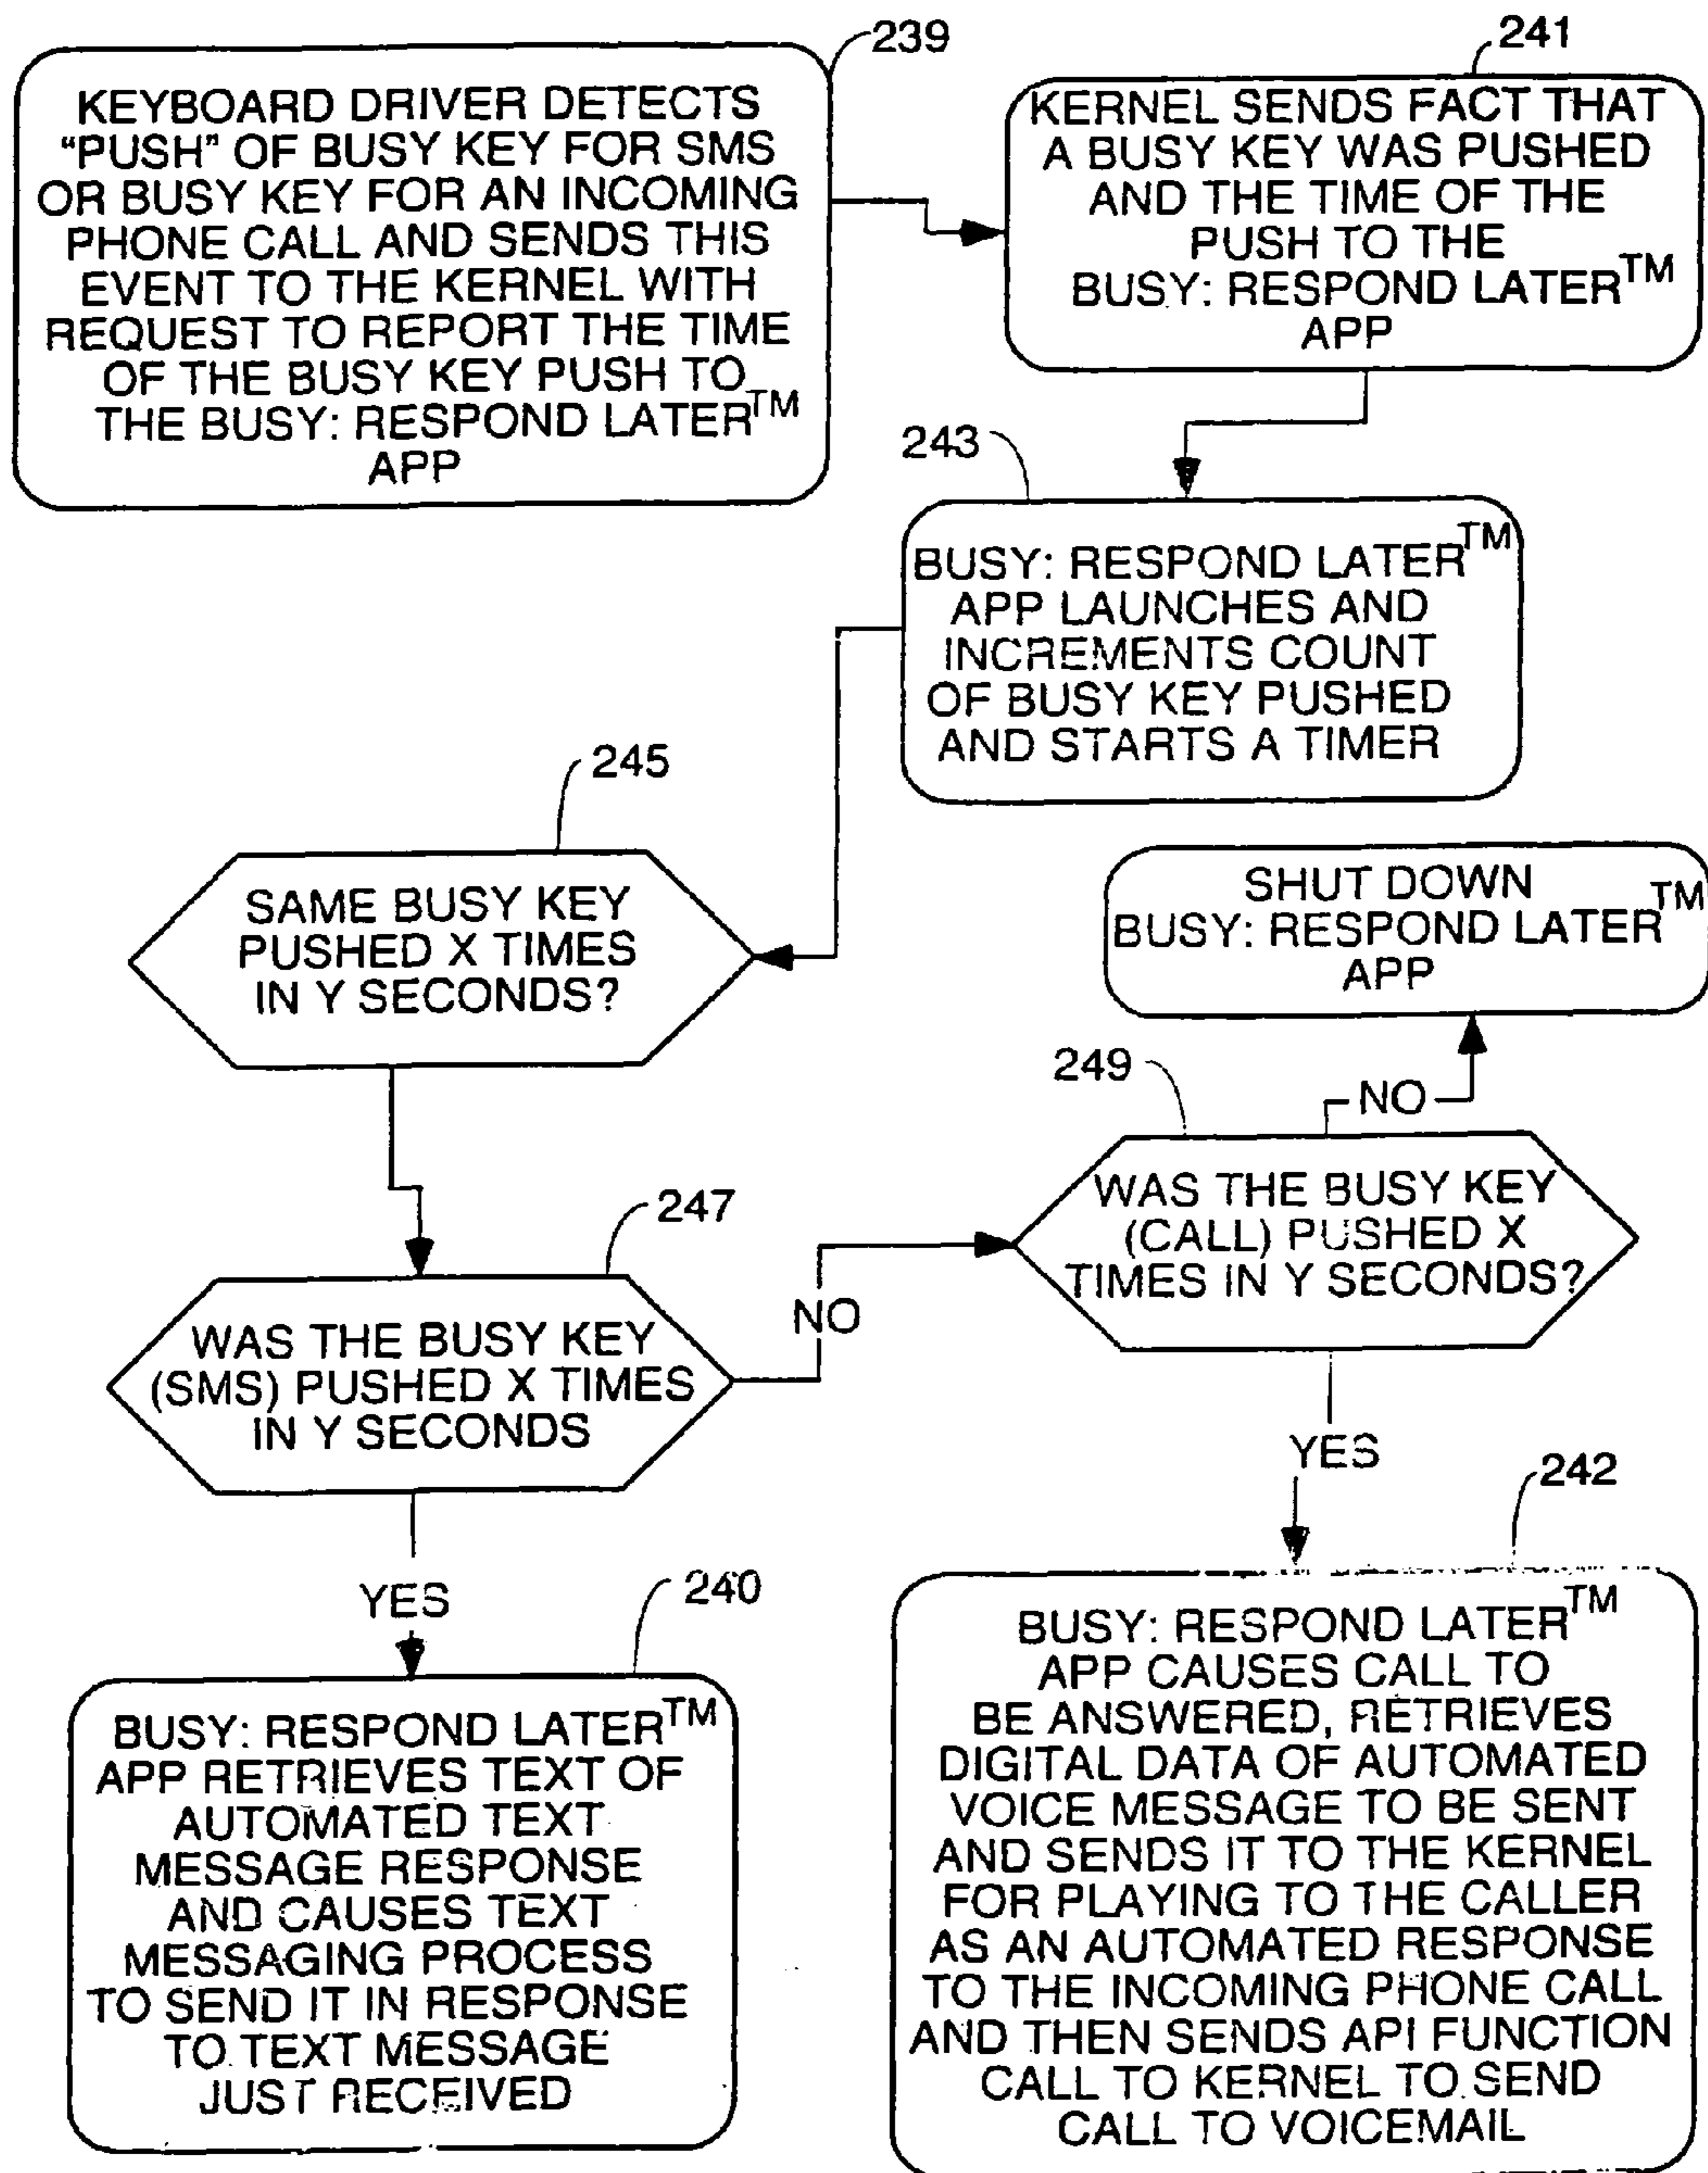 239
KEYBOARD DRIVER DETECTS
"PUSH" OF BUSY KEY FOR SMS
OR BUSY KEY FOR AN INCOMING
PHONE CALL AND SENDS THIS
EVENT TO THE KERNEL WITH
REQUEST TO REPORT THE TIME
OF THE BUSY KEY PUSH TO
THE BUSY: RESPOND LATER™
APP
241
KERNEL SENDS FACT THAT
A BUSY KEY WAS PUSHED
AND THE TIME OF THE
PUSH TO THE
BUSY: RESPOND LATER™
APP
243
BUSY: RESPOND LATER™
APP LAUNCHES AND
INCREMENTS COUNT
OF BUSY KEY PUSHED
AND STARTS A TIMER
245
SAME BUSY KEY
PUSHED X TIMES
IN Y SECONDS?
247
WAS THE BUSY KEY
(SMS) PUSHED X TIMES
IN Y SECONDS
NO
249
WAS THE BUSY KEY
(CALL) PUSHED X
TIMES IN Y SECONDS?
NO
SHUT DOWN
BUSY: RESPOND LATER™
APP
YES
240
BUSY: RESPOND LATER™
APP RETRIEVES TEXT OF
AUTOMATED TEXT
MESSAGE RESPONSE
AND CAUSES TEXT
MESSAGING PROCESS
TO SEND IT IN RESPONSE
TO TEXT MESSAGE
JUST RECEIVED
YES
242
BUSY: RESPOND LATER™
APP CAUSES CALL TO
BE ANSWERED, RETRIEVES
DIGITAL DATA OF AUTOMATED
VOICE MESSAGE TO BE SENT
AND SENDS IT TO THE KERNEL
FOR PLAYING TO THE CALLER
AS AN AUTOMATED RESPONSE
TO THE INCOMING PHONE CALL
AND THEN SENDS API FUNCTION
CALL TO KERNEL TO SEND
CALL TO VOICEMAIL